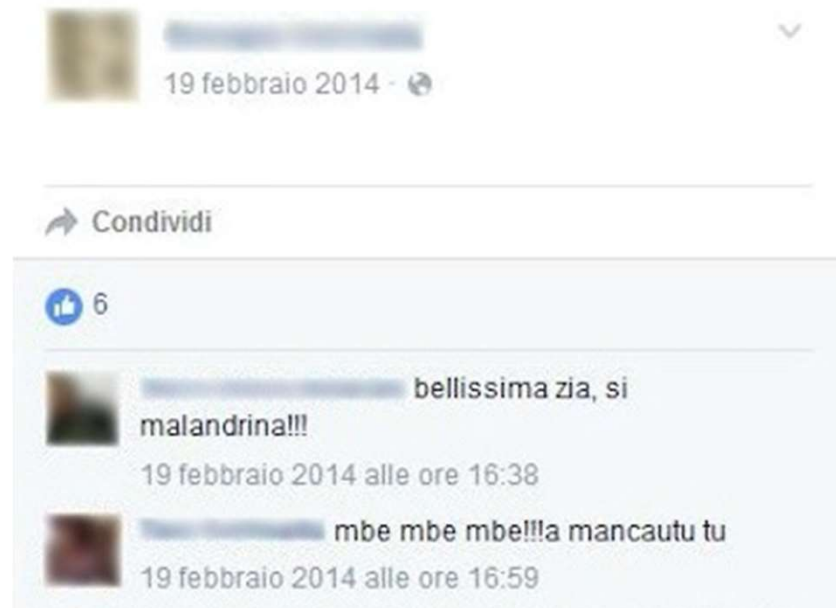 19 febbraio 2014 ·
Condividi
6
bellissima zia, si
malandrina!!!
19 febbraio 2014 alle ore 16:38
mbe mbe mbe!!!a mancautu tu
19 febbraio 2014 alle ore 16:59